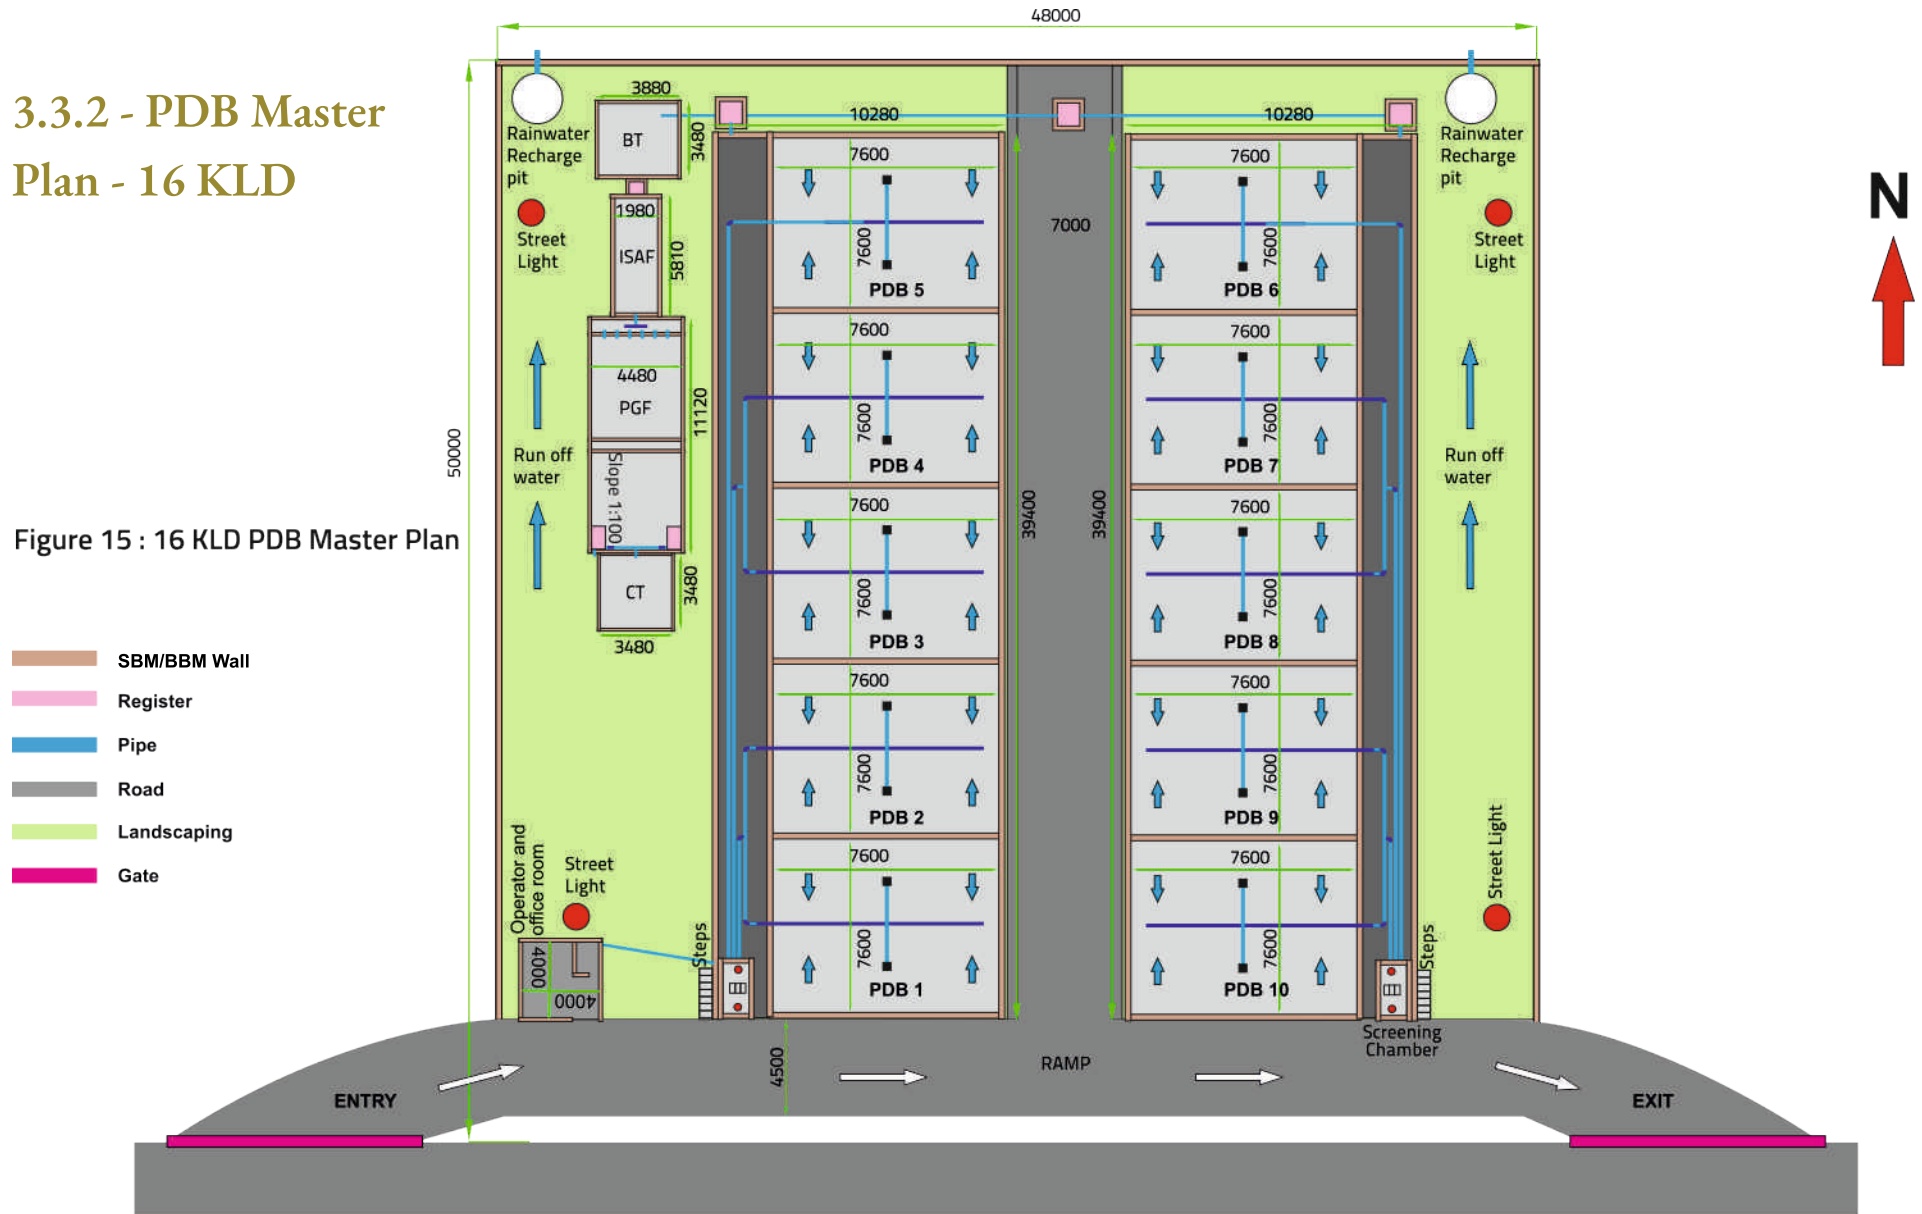 3.3.2 - PDB Master
Plan - 16 KLD
Figure 15 : 16 KLD PDB Master Plan
SBM/BBM Wall
Register
Pipe
Road
Landscaping
Gate
48000
50000
Rainwater
Recharge
pit
Street
Light
3880
BT
3480
1980
ISAF
5810
4480
PGF
11120
Slope 1:100
CT
3480
3480
Run off
water
Operator and
office room
Street
Light
4000
4000
Steps
10280
7600
7600
PDB 5
7600
7600
PDB 4
7600
7600
PDB 3
7600
7600
PDB 2
7600
7600
PDB 1
7000
39400
39400
10280
7600
7600
PDB 6
7600
7600
PDB 7
7600
7600
PDB 8
7600
7600
PDB 9
7600
7600
PDB 10
Rainwater
Recharge
pit
Street
Light
Run off
water
Street Light
Steps
Screening
Chamber
4500
RAMP
ENTRY
EXIT
N